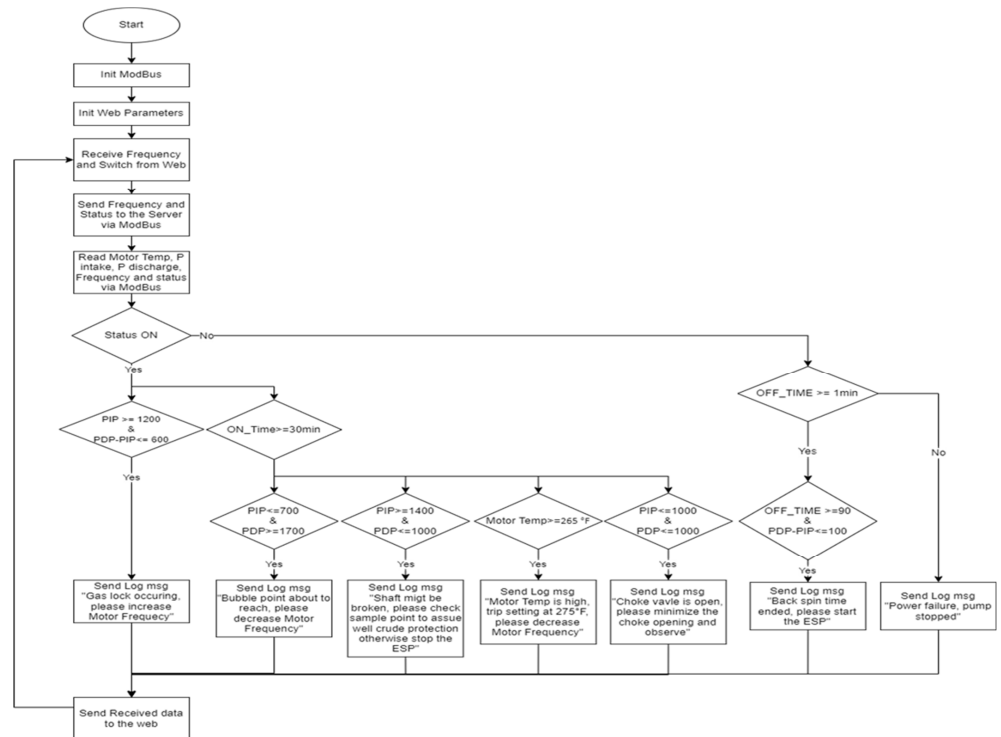 Start
Init ModBus
Init Web Parameters
Receive Frequency
and Switch from Web
Send Frequency and
Status to the Server
via ModBus
Read Motor Temp, P
intake, P discharge,
Frequency and status
via ModBus
Status ON
No
Yes
OFF_TIME >= 1min
PIP >= 1200
&
PDP-PIP<= 600
ON_Time>=30min
Yes
No
Yes
PIP<=700
&
PDP>=1700
PIP>=1400
&
PDP<=1000
Motor Temp>=265 °F
PIP<=1000
&
PDP<=1000
OFF_TIME >=90
&
PDP-PIP<=100
Yes
Yes
Yes
Yes
Yes
Send Log msg
"Gas lock occuring,
please increase
Motor Frequecy"
Send Log msg
"Bubble point about to
reach, please
decrease Motor
Frequency"
Send Log msg
"Shaft migt be
broken, please check
sample point to assue
well crude protection
otherwise stop the
ESP"
Send Log msg
"Motor Temp is high,
trip setting at 275°F,
please decrease
Motor Frequency"
Send Log msg
"Choke vavle is open,
please minimize the
choke opening and
observe"
Send Log msg
"Back spin time
ended, please start
the ESP"
Send Log msg
"Power failure, pump
stopped"
Send Received data
to the web